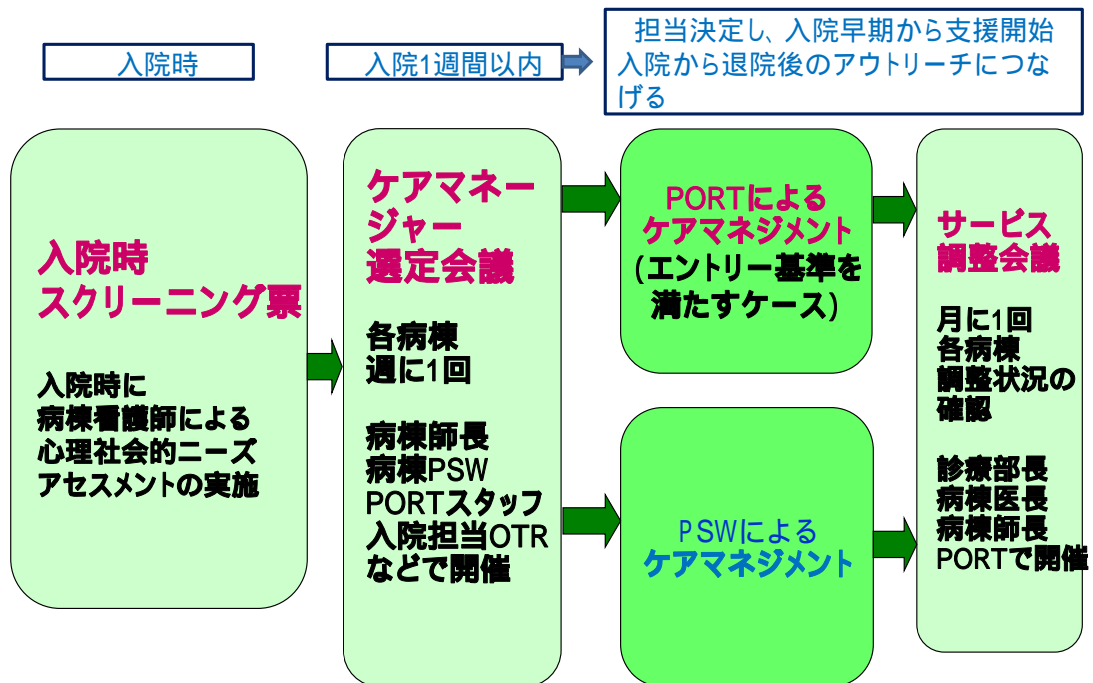 入院時
入院1週間以内
担当決定し、入院早期から支援開始
入院から退院後のアウトリーチにつな
げる
入院時
スクリーニング票
入院時に
病棟看護師による
心理社会的ニーズ
アセスメントの実施
ケアマネー
ジャー
選定会議
各病棟
週に1回
病棟師長
病棟PSW
PORTスタッフ
入院担当OTR
などで開催
PORTによる
ケアマネジメント
(エントリー基準を
満たすケース)
PSWによる
ケアマネジメント
サービス
調整会議
月に1回
各病棟
調整状況の
確認
診療部長
病棟医長
病棟師長
PORTで開催